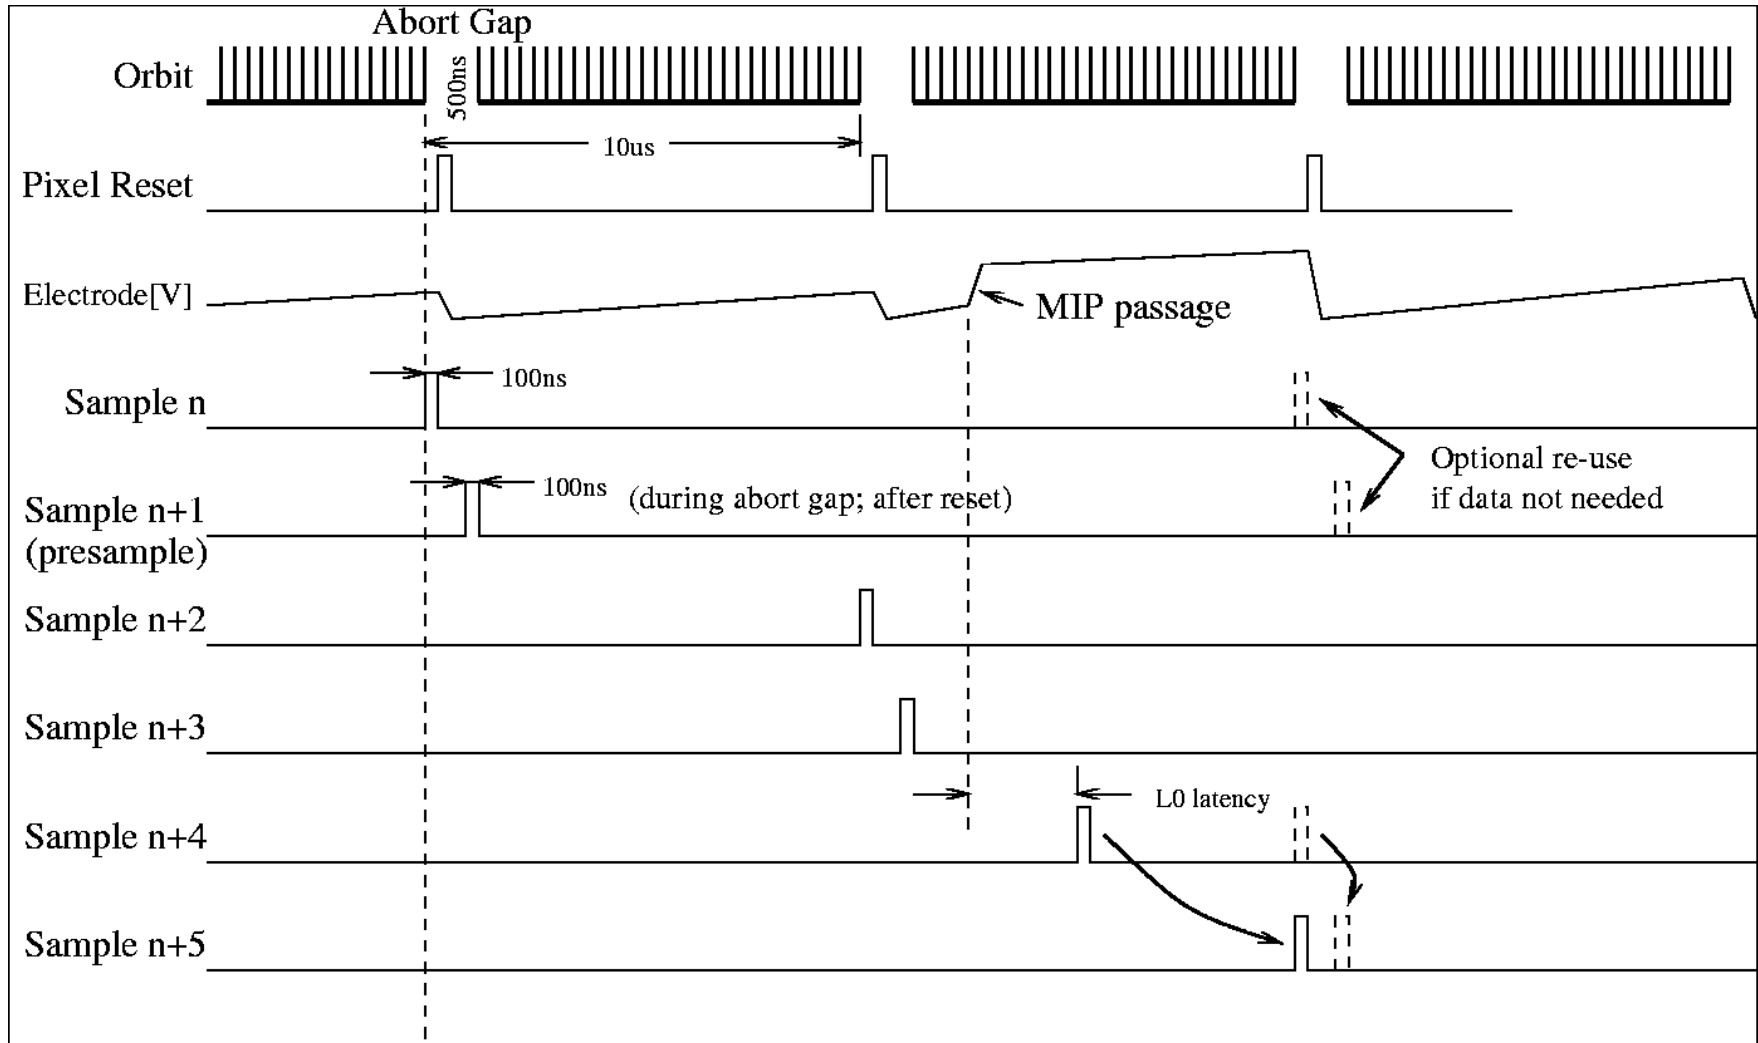 Abort Gap
Orbit
500ns
10us
Pixel Reset
Electrode[V]
MIP passage
100ns
Sample n
Optional re-use
if data not needed
100ns
(during abort gap; after reset)
Sample n+1
(presample)
Sample n+2
Sample n+3
L0 latency
Sample n+4
Sample n+5